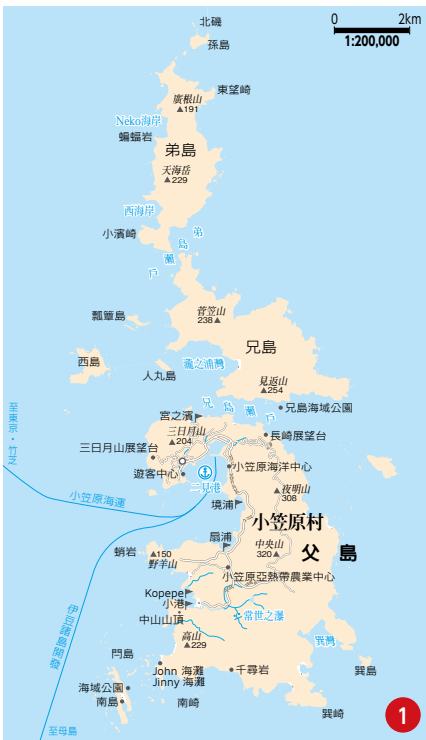 0 2km
1:200,000
北磯
孫島
東望崎
廣根山
▲191
Neko海岸
蝙蝠岩
弟島
天海岳
▲229
西海岸
小濱崎
弟島瀨戶
菅笠山
238▲
瓢簞島
兄島
瀧之浦灣
西島
人丸島
見返山
▲254
兄島瀨戶
兄島海域公園
宮之濱
三日月山
▲204
長崎展望台
三日月山展望台
遊客中心
小笠原海洋中心
二見港
夜明山
308
境浦
至東京・竹芝
小笠原海運
小笠原村
父島
扇浦
中央山
320▲
蛸岩
▲150
野羊山
小笠原亞熱帶農業中心
Kopepe
小港
中山山頂
常世之瀑
高山
▲229
巽灣
伊豆諸島開發
門島
John 海灘
Jinny 海灘
千尋岩
巽島
海域公園
南島
南崎
巽崎
至母島
1